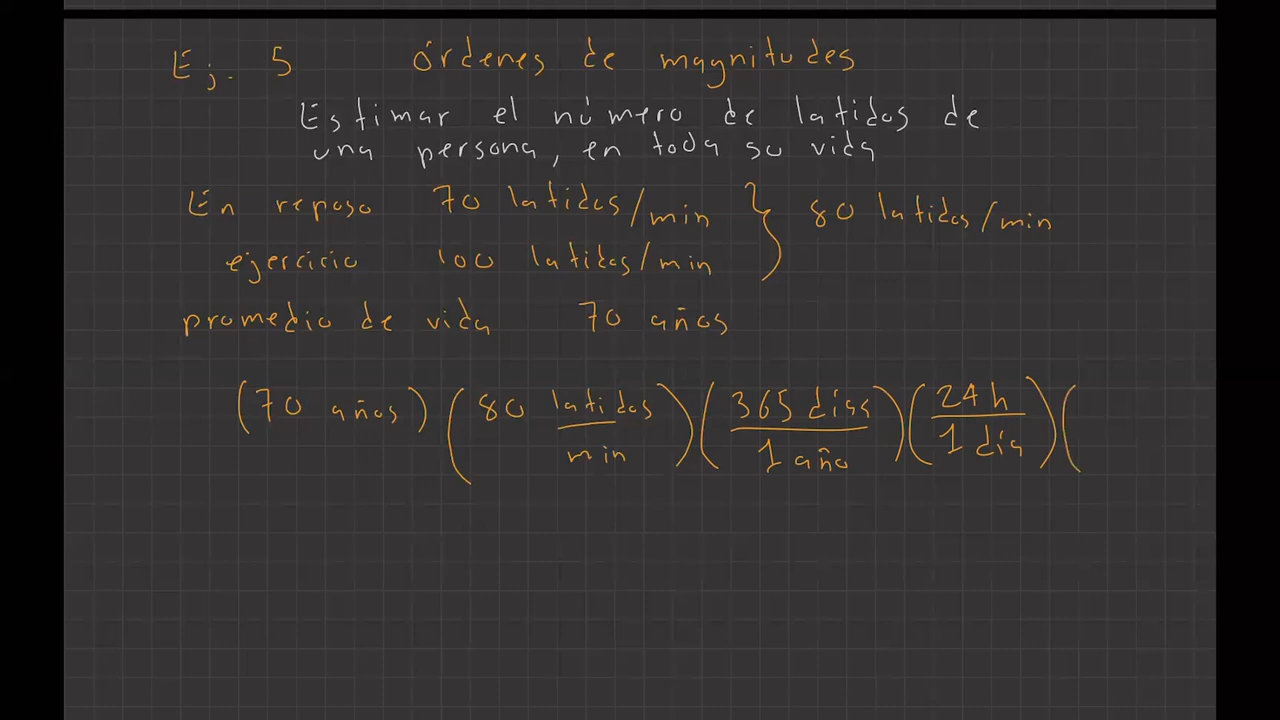 Ej. 5 órdenes de magnitudes
Estimar el número de latidos de
una persona, en toda su vida
En reposo 70 latidos/min } 80 latidos/min
ejercicio 100 latidos/min
promedio de vida 70 años
(70 años) (80 latidos/min) (365 días/1 año) (24 h/1 día) (